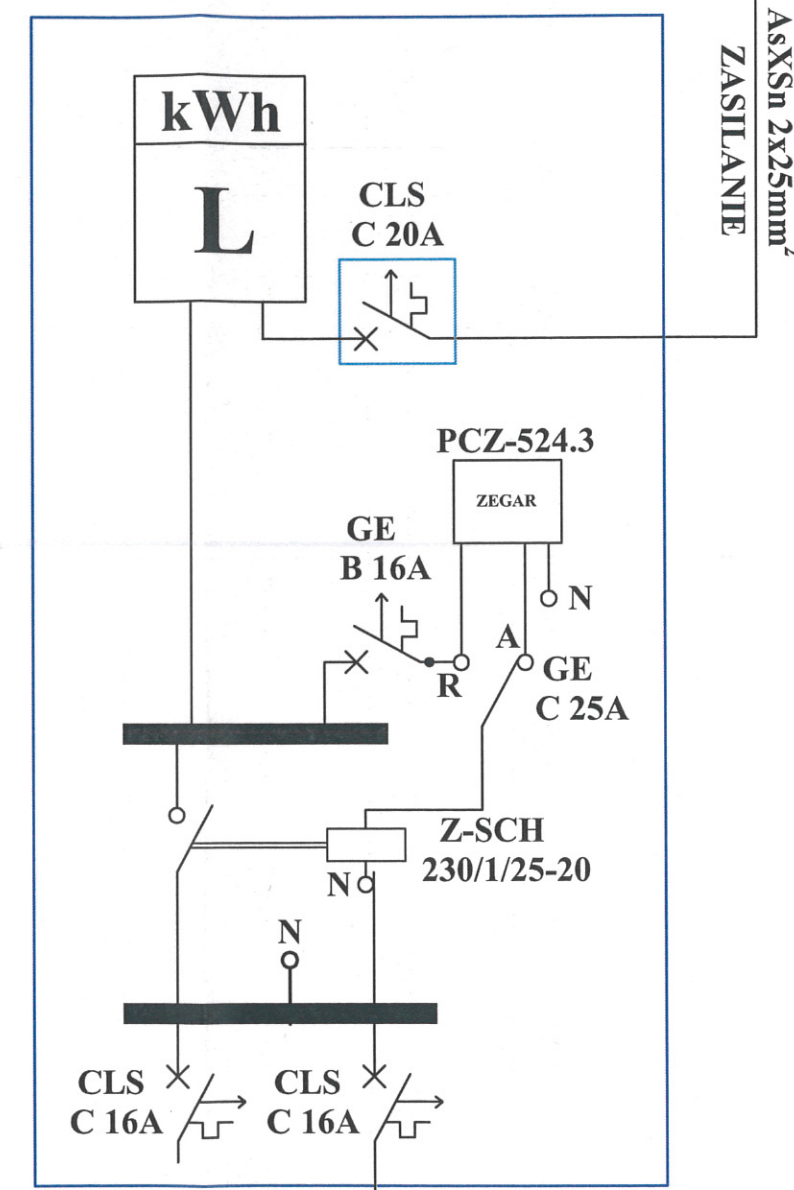 AsXSn 2x25mm²
ZASILANIE
kWh
L
CLS
C 20A
PCZ-524.3
ZEGAR
GE
B 16A
N
A
R
GE
C 25A
Z-SCH
230/1/25-20
N
N
CLS
C 16A
CLS
C 16A